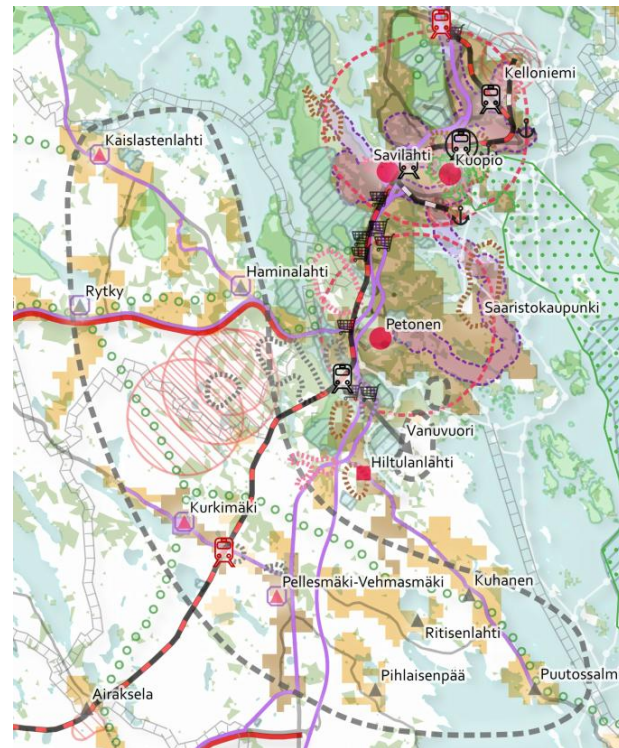 Kelloniemi
Kaislastenlahti
Savilahti
Kuopio
Haminalahti
Rytky
Saaristokaupunki
Petonen
Vanuvuori
Hiltulanlahti
Kurkimäki
Pellesmäki-Vehmasmäki
Kuhanen
Ritisenlahti
Pihlaisenpää
Puutossalm
Airaksela